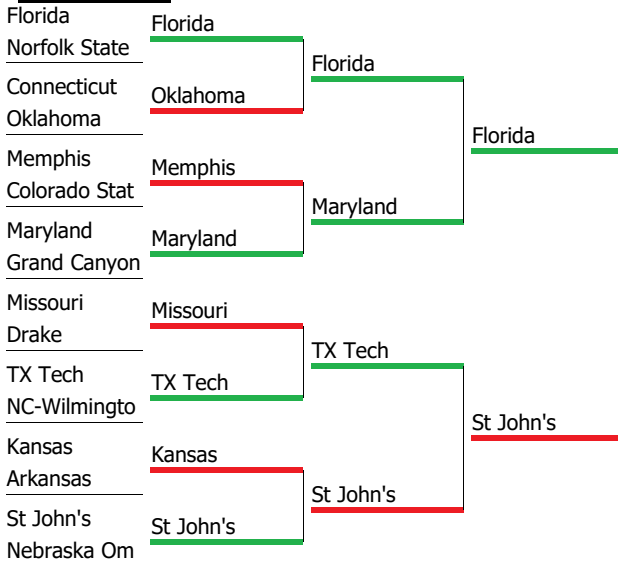 Florida
Norfolk State
Connecticut
Oklahoma
Memphis
Colorado Stat
Maryland
Grand Canyon
Missouri
Drake
TX Tech
NC-Wilmingto
Kansas
Arkansas
St John's
Nebraska Om
Florida
Oklahoma
Memphis
Maryland
Missouri
TX Tech
Kansas
St John's
Florida
Maryland
TX Tech
St John's
Florida
St John's